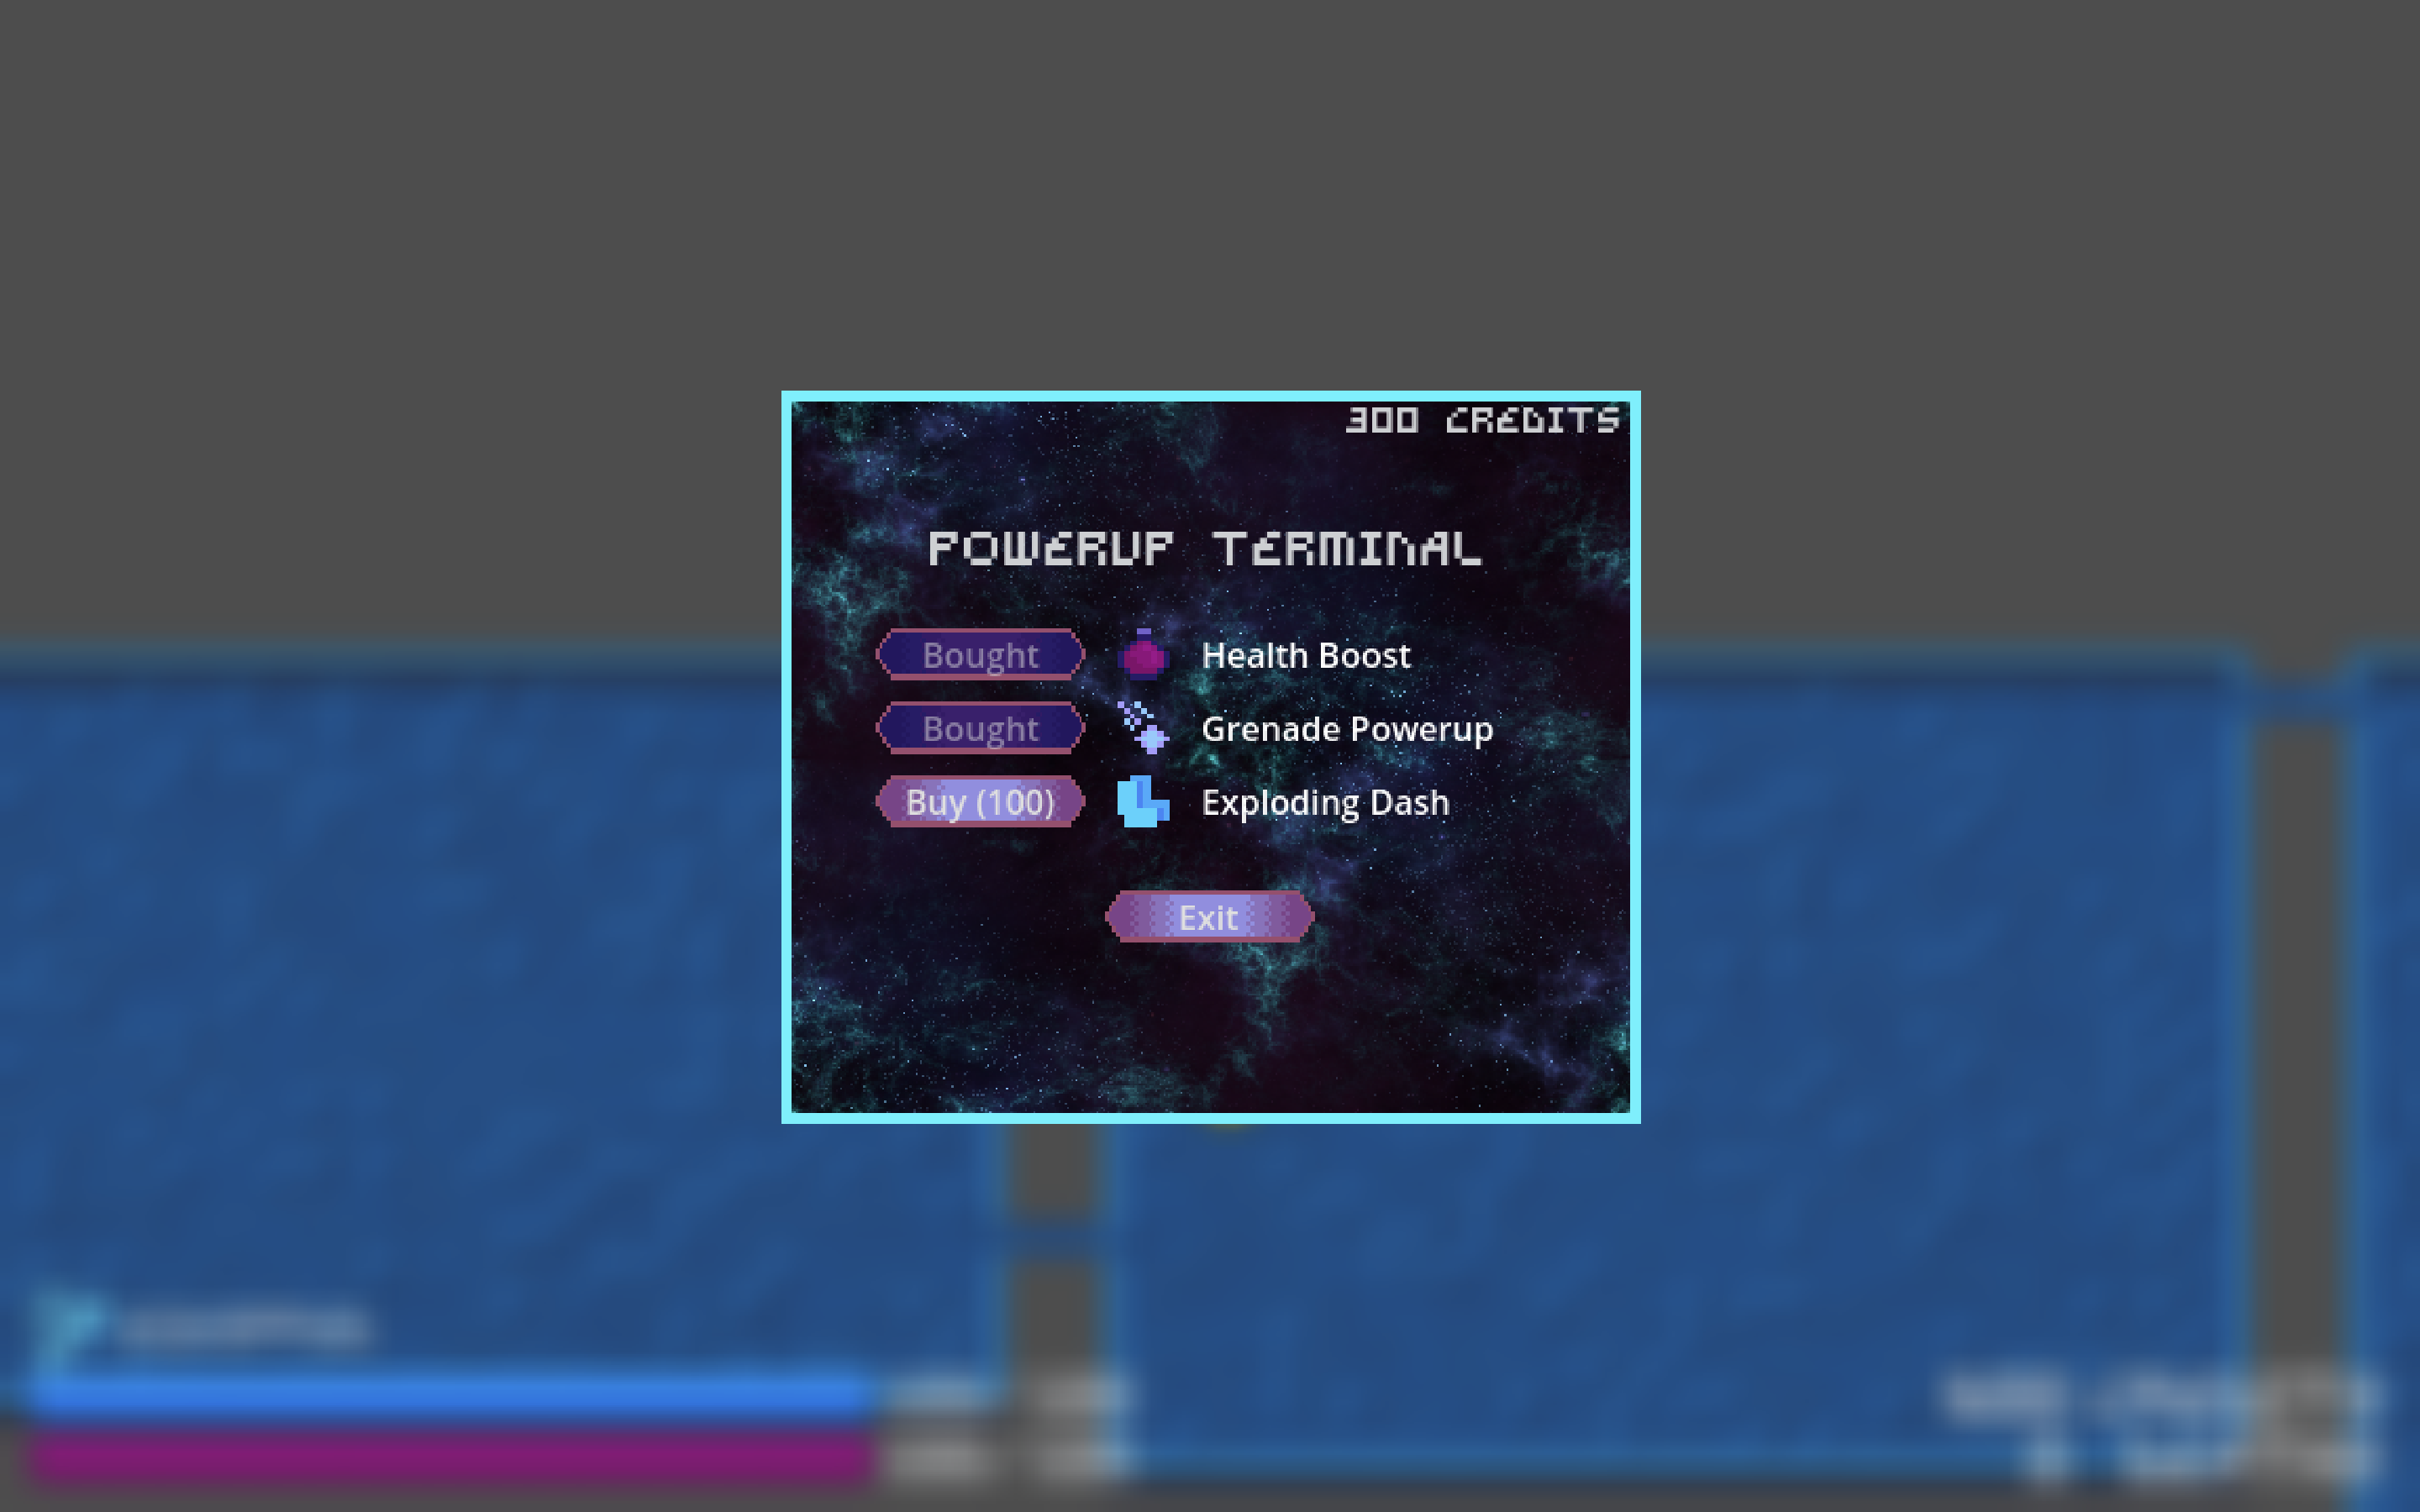 300 CREDITS
POWERUP TERMINAL
Bought Health Boost
Bought Grenade Powerup
Buy (100) Exploding Dash
Exit